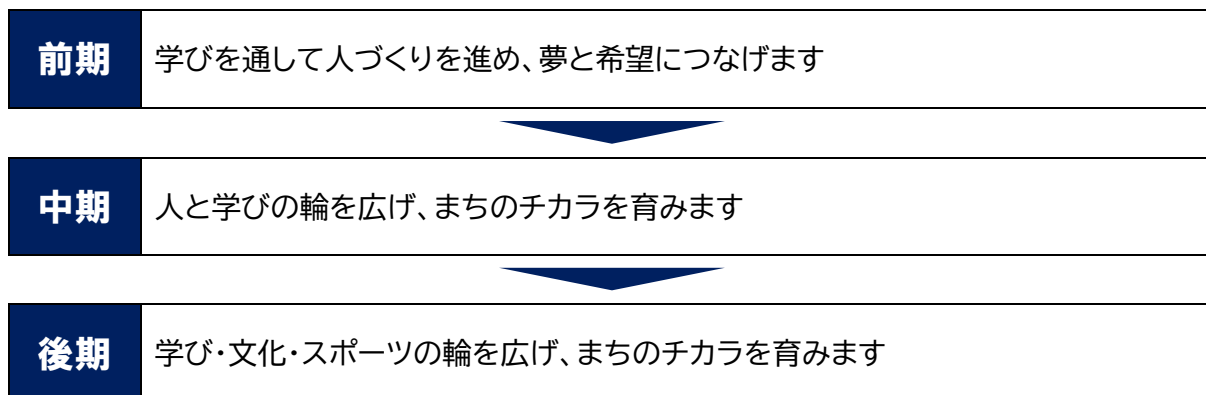 前期 学びを通して人づくりを進め、夢と希望につなげます
中期 人と学びの輪を広げ、まちのチカラを育みます
後期 学び・文化・スポーツの輪を広げ、まちのチカラを育みます